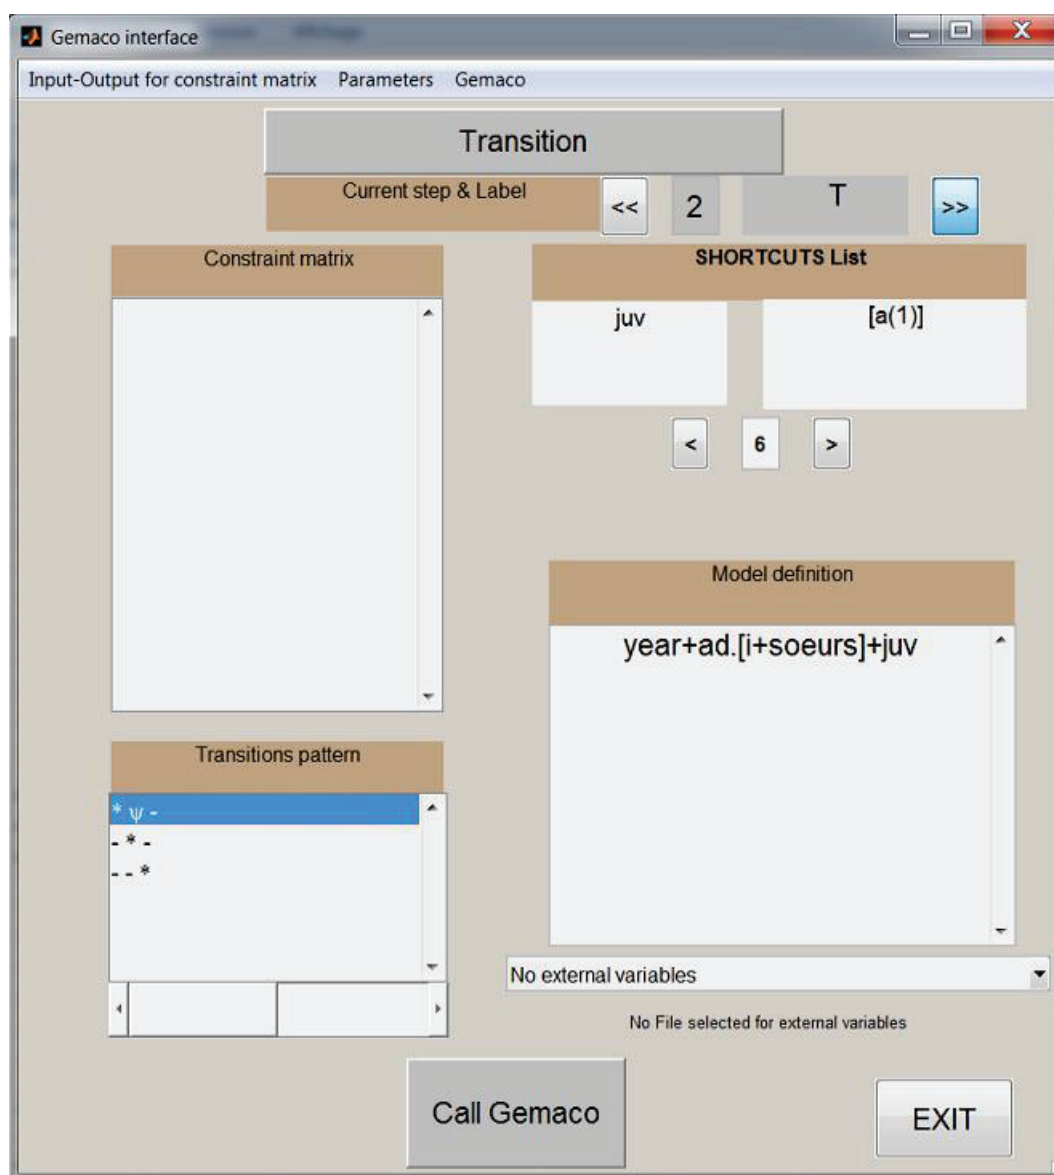 Gemaco interface
Input-Output for constraint matrix Parameters Gemaco
Transition
Current step & Label << 2 T >>
Constraint matrix
SHORTCUTS List
juv [a(1)]
< 6 >
Model definition
year+ad.[i+soeurs]+juv
Transitions pattern
* ψ -
- * -
- - *
No external variables
No File selected for external variables
Call Gemaco
EXIT